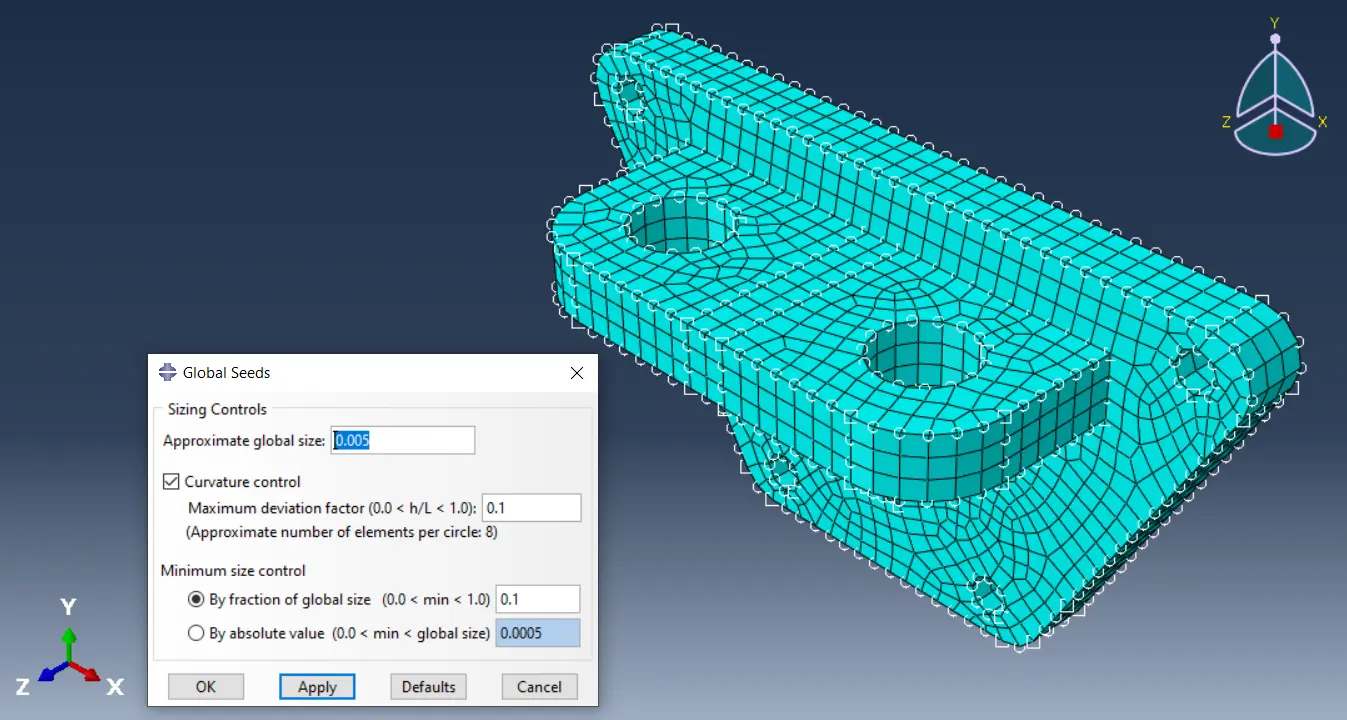 Y
Z X
Global Seeds
Sizing Controls
Approximate global size: 0.005
Curvature control
Maximum deviation factor (0.0 < h/L < 1.0): 0.1
(Approximate number of elements per circle: 8)
Minimum size control
By fraction of global size (0.0 < min < 1.0) 0.1
By absolute value (0.0 < min < global size) 0.0005
OK Apply Defaults Cancel
Y
Z X